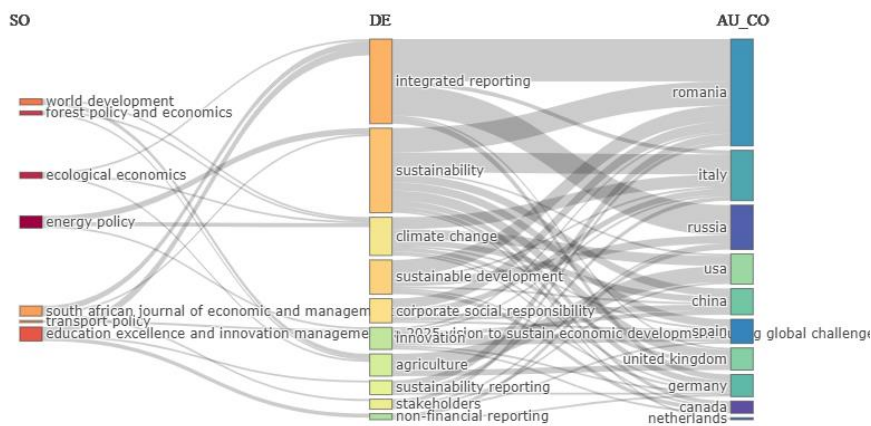 SO
DE
AU_CO
world development
forest policy and economics
ecological economics
energy policy
south african journal of economic and manageme
transport policy
education excellence and innovation management 2025 vision to sustain economic development during global challenge
integrated reporting
sustainability
climate change
sustainable development
corporate social responsibility
innovation
agriculture
sustainability reporting
stakeholders
non-financial reporting
romania
italy
russia
usa
china
spain
united kingdom
germany
canada
netherlands